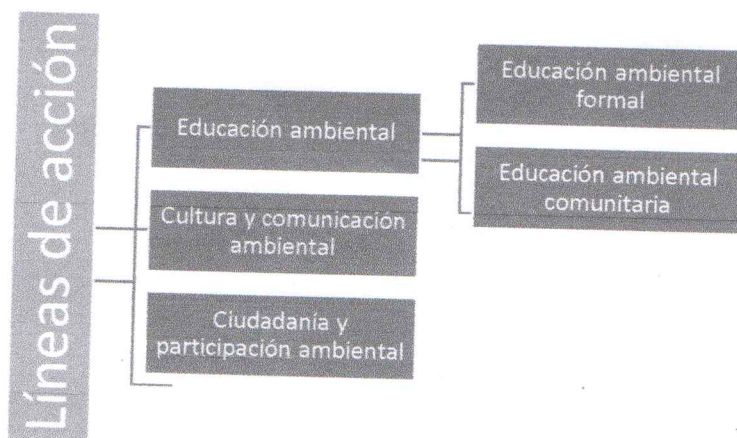 Líneas de acción
Educación ambiental
Educación ambiental
formal
Educación ambiental
comunitaria
Cultura y comunicación
ambiental
Ciudadanía y
participación ambiental